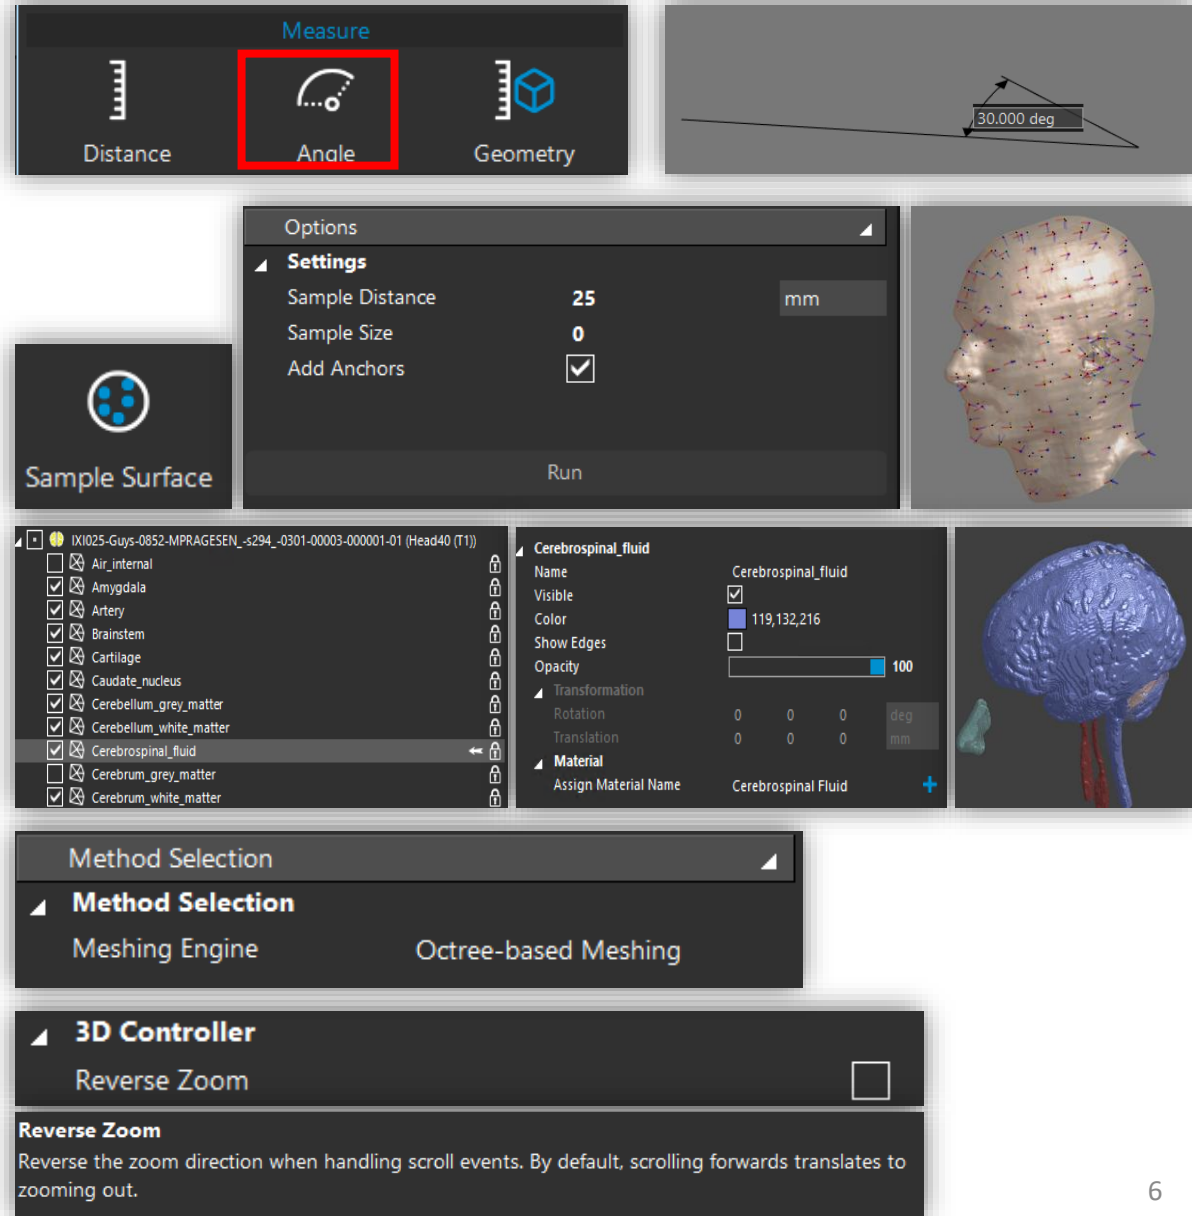 Measure
Distance
Angle
Geometry
30.000 deg
Options
Settings
Sample Distance 25 mm
Sample Size 0
Add Anchors
Run
Sample Surface
IXI025-Guys-0852-MPRAGESEN_-s294_-0301-00003-000001-01 (Head40 (T1))
Air_internal
Amygdala
Artery
Brainstem
Cartilage
Caudate_nucleus
Cerebellum_grey_matter
Cerebellum_white_matter
Cerebrospinal_fluid
Cerebrum_grey_matter
Cerebrum_white_matter
Cerebrospinal_fluid
Name Cerebrospinal_fluid
Visible
Color 119,132,216
Show Edges
Opacity 100
Transformation
Rotation 0 0 0 deg
Translation 0 0 0 mm
Material
Assign Material Name Cerebrospinal Fluid
Method Selection
Method Selection
Meshing Engine Octree-based Meshing
3D Controller
Reverse Zoom
Reverse Zoom
Reverse the zoom direction when handling scroll events. By default, scrolling forwards translates to
zooming out.
6